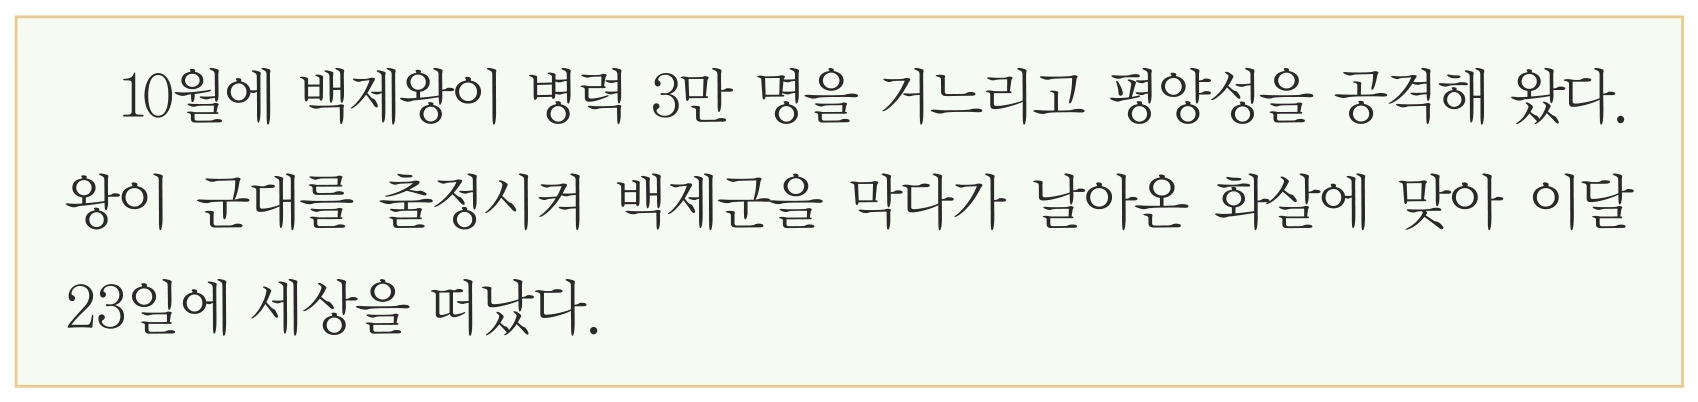 10월에 백제왕이 병력 3만 명을 거느리고 평양성을 공격해 왔다.
왕이 군대를 출정시켜 백제군을 막다가 날아온 화살에 맞아 이달
23일에 세상을 떠났다.